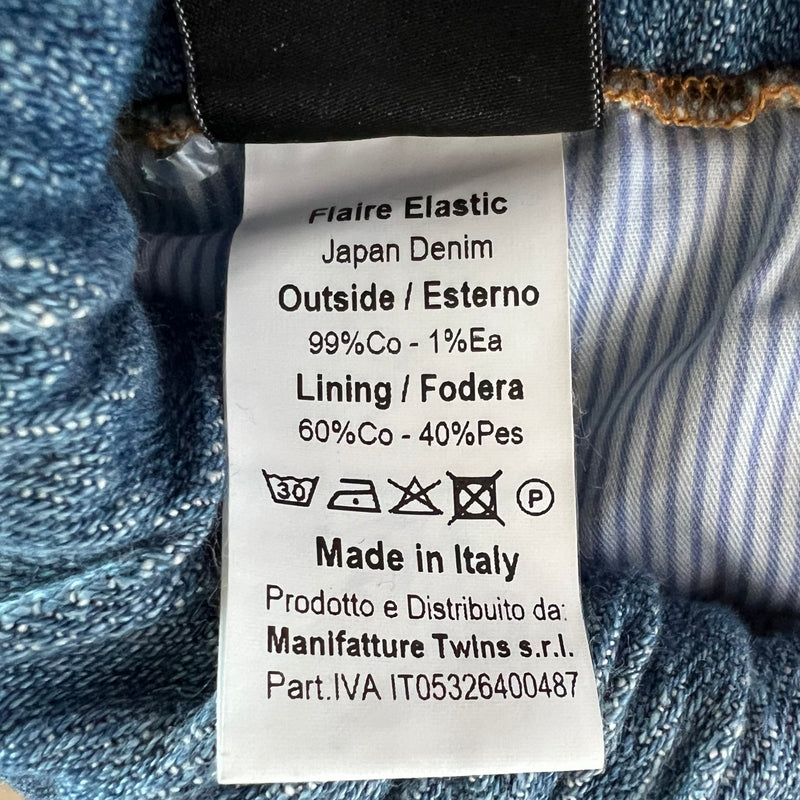 Flaire Elastic
Japan Denim
Outside / Esterno
99%Co - 1%Ea
Lining / Fodera
60%Co - 40%Pes
30 P
Made in Italy
Prodotto e Distribuito da:
Manifatture Twins s.r.l.
Part.IVA IT05326400487